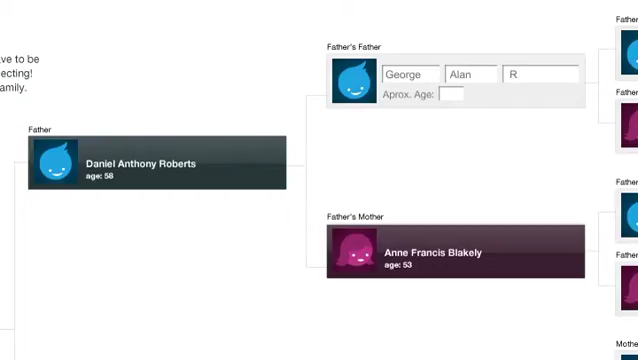 ve to be
ecting!
amily.
Father
Daniel Anthony Roberts
age: 58
Father's Father
George
Alan
R
Aprox. Age:
Father's Mother
Anne Francis Blakely
age: 53
Father
Father
Father
Father
Mothe